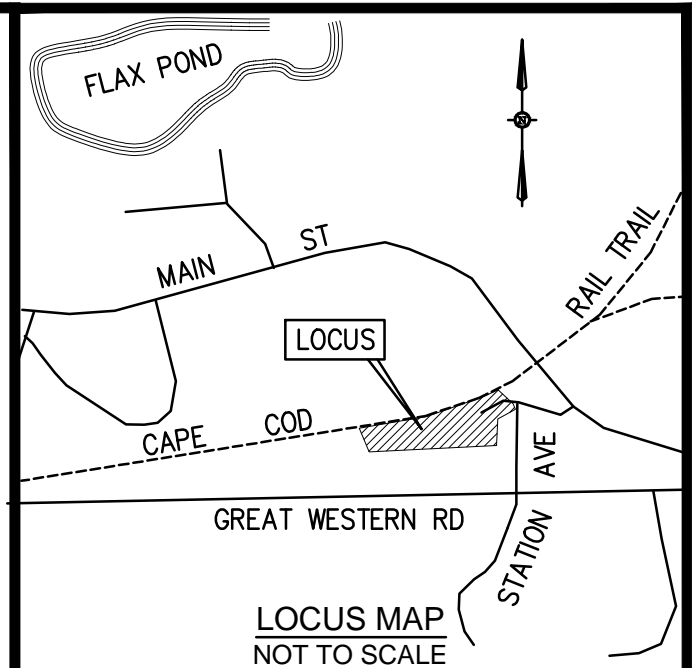 FLAX POND
N
MAIN ST
RAIL TRAIL
LOCUS
CAPE COD
STATION AVE
GREAT WESTERN RD
LOCUS MAP
NOT TO SCALE